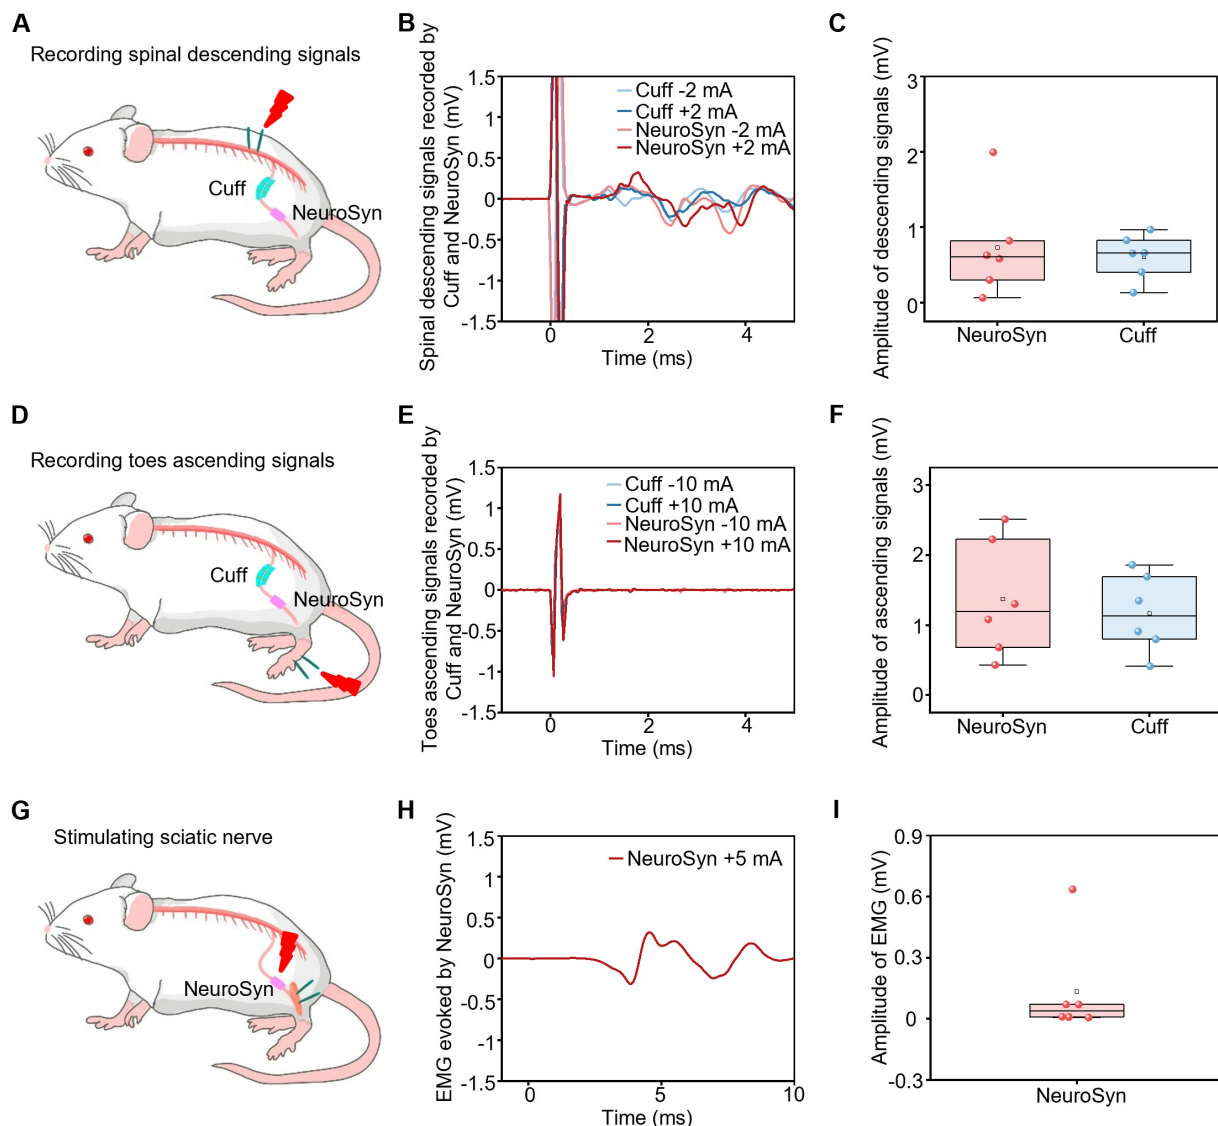 A
Recording spinal descending signals
Cuff
NeuroSyn
B
Spinal descending signals recorded by
Cuff and NeuroSyn (mV)
1.5
1
0.5
0
-0.5
-1
-1.5
Cuff -2 mA
Cuff +2 mA
NeuroSyn -2 mA
NeuroSyn +2 mA
0 2 4
Time (ms)
C
Amplitude of descending signals (mV)
3
2
1
0
NeuroSyn Cuff
D
Recording toes ascending signals
Cuff
NeuroSyn
E
Toes ascending signals recorded by
Cuff and NeuroSyn (mV)
1.5
1
0.5
0
-0.5
-1
-1.5
Cuff -10 mA
Cuff +10 mA
NeuroSyn -10 mA
NeuroSyn +10 mA
0 2 4
Time (ms)
F
Amplitude of ascending signals (mV)
3
2
1
0
NeuroSyn Cuff
G
Stimulating sciatic nerve
NeuroSyn
H
EMG evoked by NeuroSyn (mV)
1.5
1
0.5
0
-0.5
-1
-1.5
NeuroSyn +5 mA
0 5 10
Time (ms)
I
Amplitude of EMG (mV)
0.9
0.6
0.3
0
-0.3
NeuroSyn